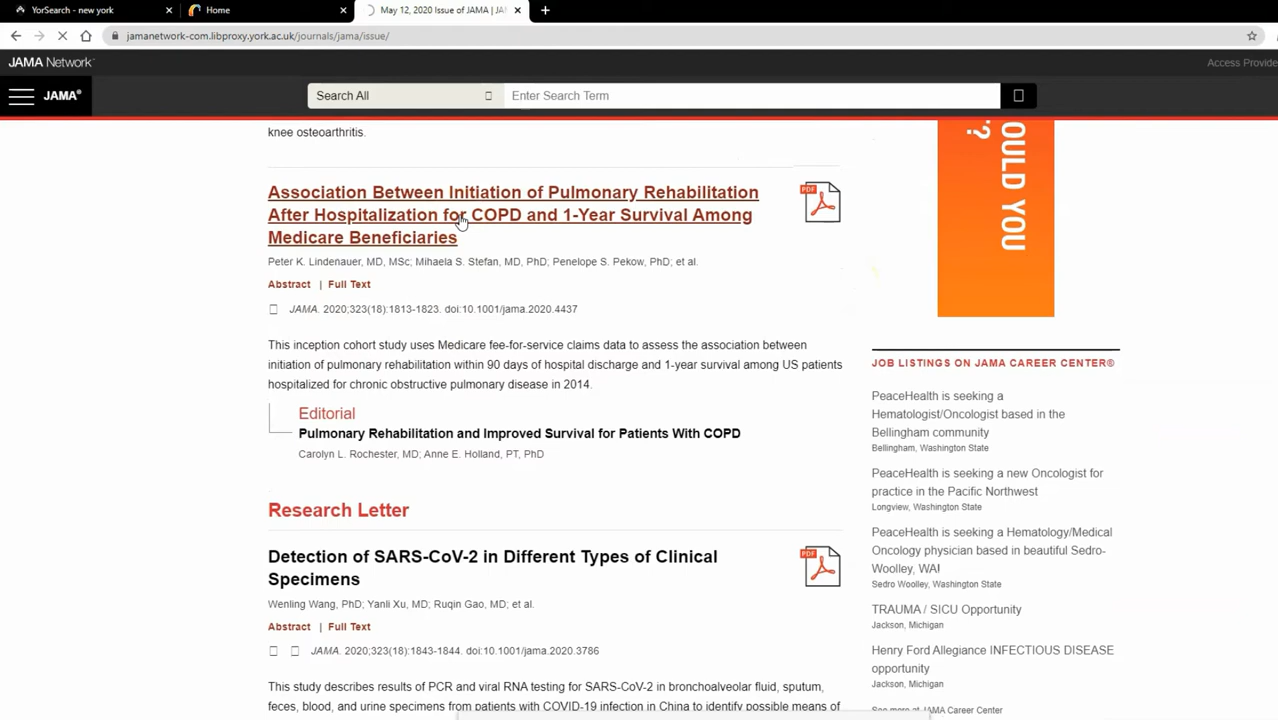 YorSearch - new york
Home
May 12, 2020 Issue of JAMA | JA
jamanetwork-com.libproxy.york.ac.uk/journals/jama/issue/
JAMA Network
Access Provide
JAMA
Search All
Enter Search Term
knee osteoarthritis.
OULD YOU
?
Association Between Initiation of Pulmonary Rehabilitation
After Hospitalization for COPD and 1-Year Survival Among
Medicare Beneficiaries
PDF
Peter K. Lindenauer, MD, MSc; Mihaela S. Stefan, MD, PhD; Penelope S. Pekow, PhD; et al.
Abstract | Full Text
JAMA. 2020;323(18):1813-1823. doi:10.1001/jama.2020.4437
This inception cohort study uses Medicare fee-for-service claims data to assess the association between
initiation of pulmonary rehabilitation within 90 days of hospital discharge and 1-year survival among US patients
hospitalized for chronic obstructive pulmonary disease in 2014.
Editorial
Pulmonary Rehabilitation and Improved Survival for Patients With COPD
Carolyn L. Rochester, MD; Anne E. Holland, PT, PhD
Research Letter
Detection of SARS-CoV-2 in Different Types of Clinical
Specimens
PDF
Wenling Wang, PhD; Yanli Xu, MD; Ruqin Gao, MD; et al.
Abstract | Full Text
JAMA. 2020;323(18):1843-1844. doi:10.1001/jama.2020.3786
This study describes results of PCR and viral RNA testing for SARS-CoV-2 in bronchoalveolar fluid, sputum,
feces, blood, and urine specimens from patients with COVID-19 infection in China to identify possible means of
JOB LISTINGS ON JAMA CAREER CENTER®
PeaceHealth is seeking a
Hematologist/Oncologist based in the
Bellingham community
Bellingham, Washington State
PeaceHealth is seeking a new Oncologist for
practice in the Pacific Northwest
Longview, Washington State
PeaceHealth is seeking a Hematology/Medical
Oncology physician based in beautiful Sedro-
Woolley, WA!
Sedro Woolley, Washington State
TRAUMA / SICU Opportunity
Jackson, Michigan
Henry Ford Allegiance INFECTIOUS DISEASE
opportunity
Jackson, Michigan
See more at JAMA Career Center